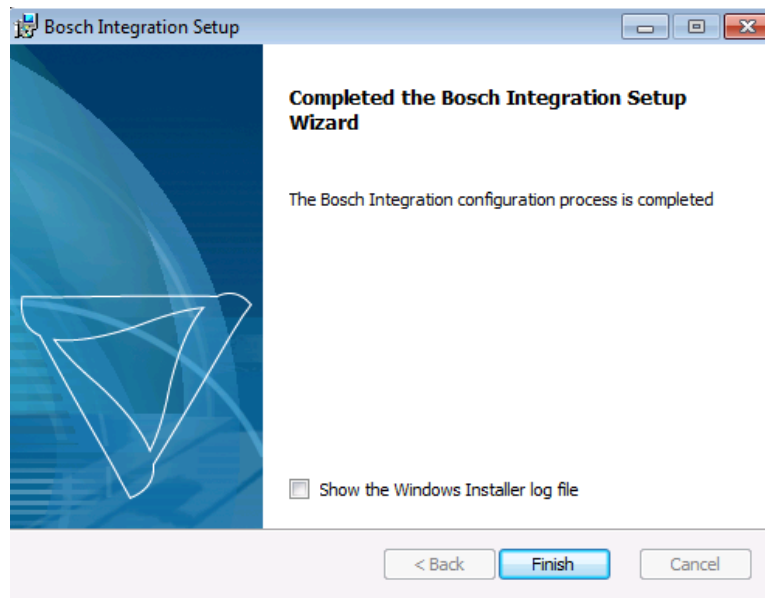 Bosch Integration Setup
Completed the Bosch Integration Setup
Wizard
The Bosch Integration configuration process is completed
Show the Windows Installer log file
< Back
Finish
Cancel